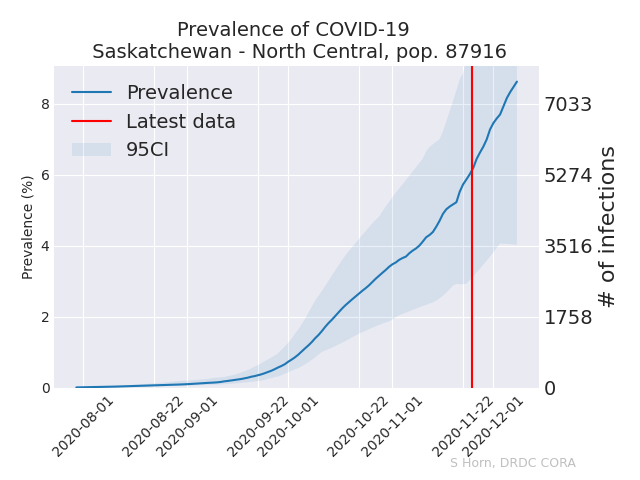 Prevalence of COVID-19
Saskatchewan - North Central, pop. 87916
Prevalence
Latest data
95CI
Prevalence (%)
8
6
4
2
0
7033
5274
3516
1758
0
# of infections
2020-08-01
2020-08-22
2020-09-01
2020-09-22
2020-10-01
2020-10-22
2020-11-01
2020-11-22
2020-12-01
S Horn, DRDC CORA